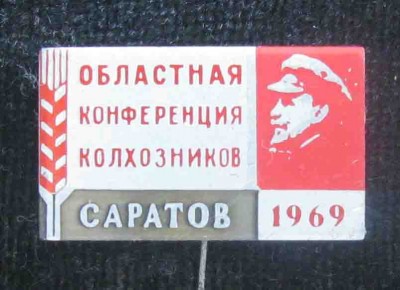 ОБЛАСТНАЯ
КОНФЕРЕНЦИЯ
КОЛХОЗНИКОВ
САРАТОВ 1969